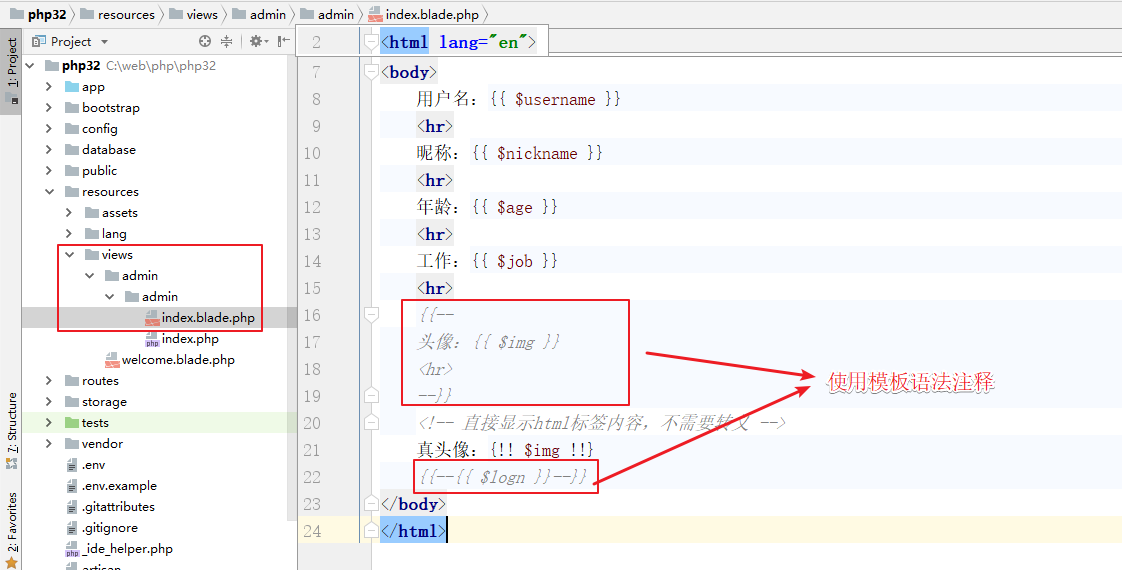 php32 resources views admin admin index.blade.php
1: Project
Project
php32 C:\web\php\php32
app
bootstrap
config
database
public
resources
assets
lang
views
admin
admin
index.blade.php
index.php
welcome.blade.php
routes
storage
tests
vendor
.env
.env.example
.gitattributes
.gitignore
_ide_helper.php
artisan
7: Structure
2: Favorites
2 <html lang="en">
7 <body>
8 用户名：{{ $username }}
9 <hr>
10 昵称：{{ $nickname }}
11 <hr>
12 年龄：{{ $age }}
13 <hr>
14 工作：{{ $job }}
15 <hr>
16 {{--
17 头像：{{ $img }}
18 <hr>
19 --}}
20 <!-- 直接显示html标签内容，不需要转义 -->
21 真头像：{!! $img !!}
22 {{--{{ $logn }}--}}
23 </body>
24 </html>
使用模板语法注释